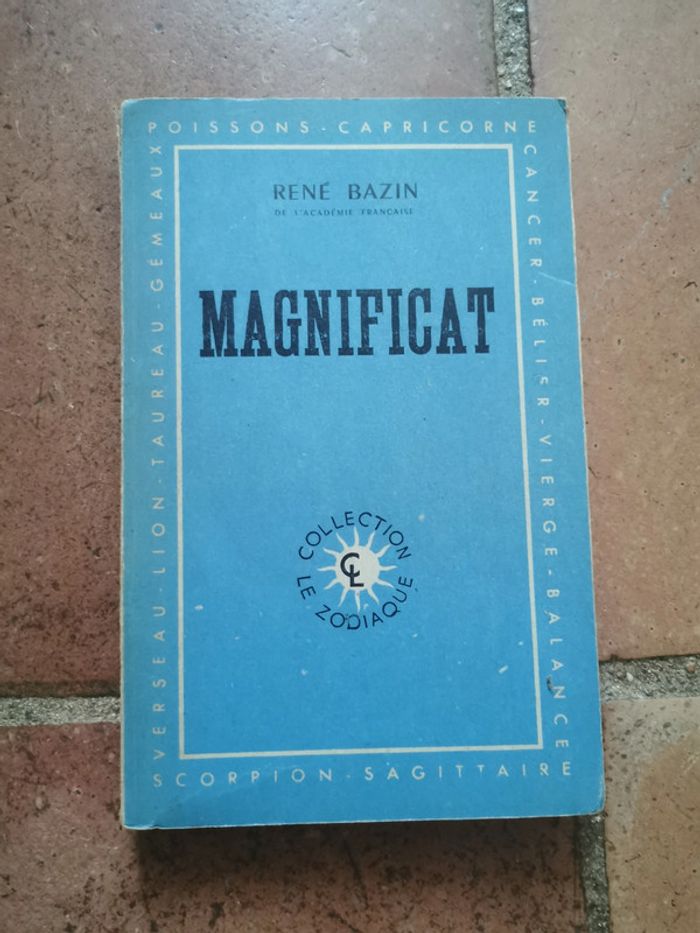 POISSONS - CAPRICORNE
CANCER - BÉLIER - VIERGE - BALANCE
VERSEAU - LION - TAUREAU - GÉMEAUX
RENÉ BAZIN
DE L'ACADÉMIE FRANÇAISE
MAGNIFICAT
COLLECTION
CL
LE ZODIAQUE
SCORPION - SAGITTAIRE